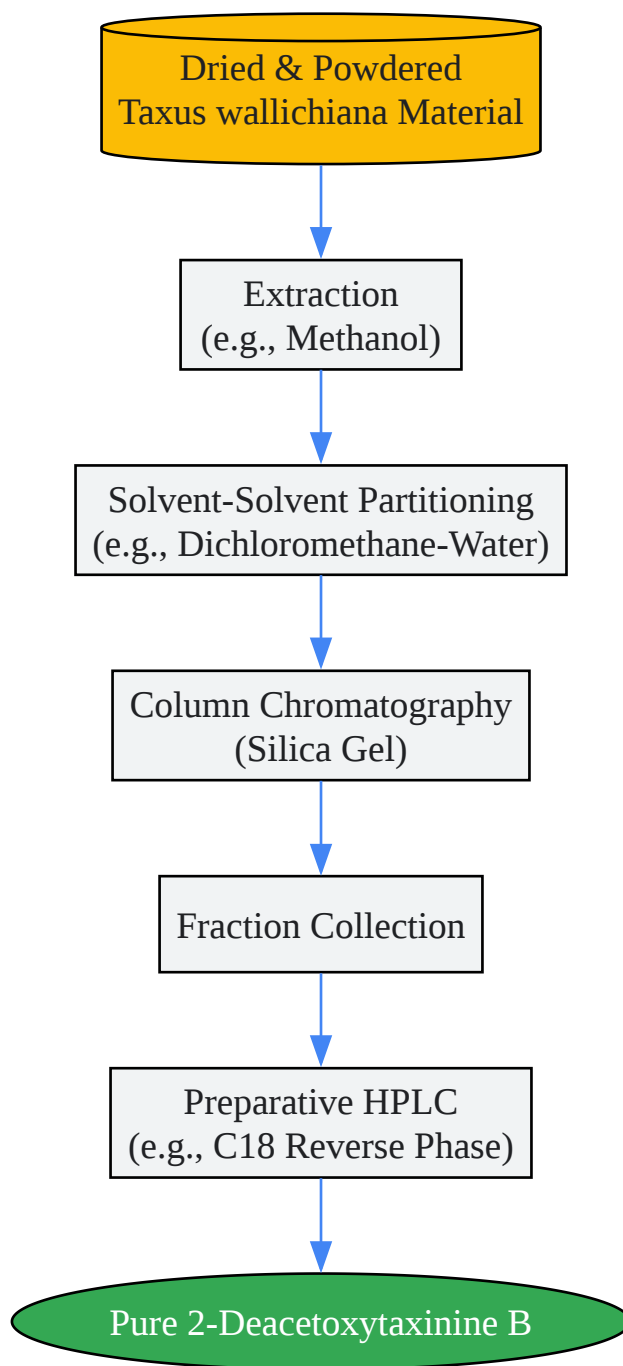 Dried & Powdered
Taxus wallichiana Material
Extraction
(e.g., Methanol)
Solvent-Solvent Partitioning
(e.g., Dichloromethane-Water)
Column Chromatography
(Silica Gel)
Fraction Collection
Preparative HPLC
(e.g., C18 Reverse Phase)
Pure 2-Deacetoxytaxinine B